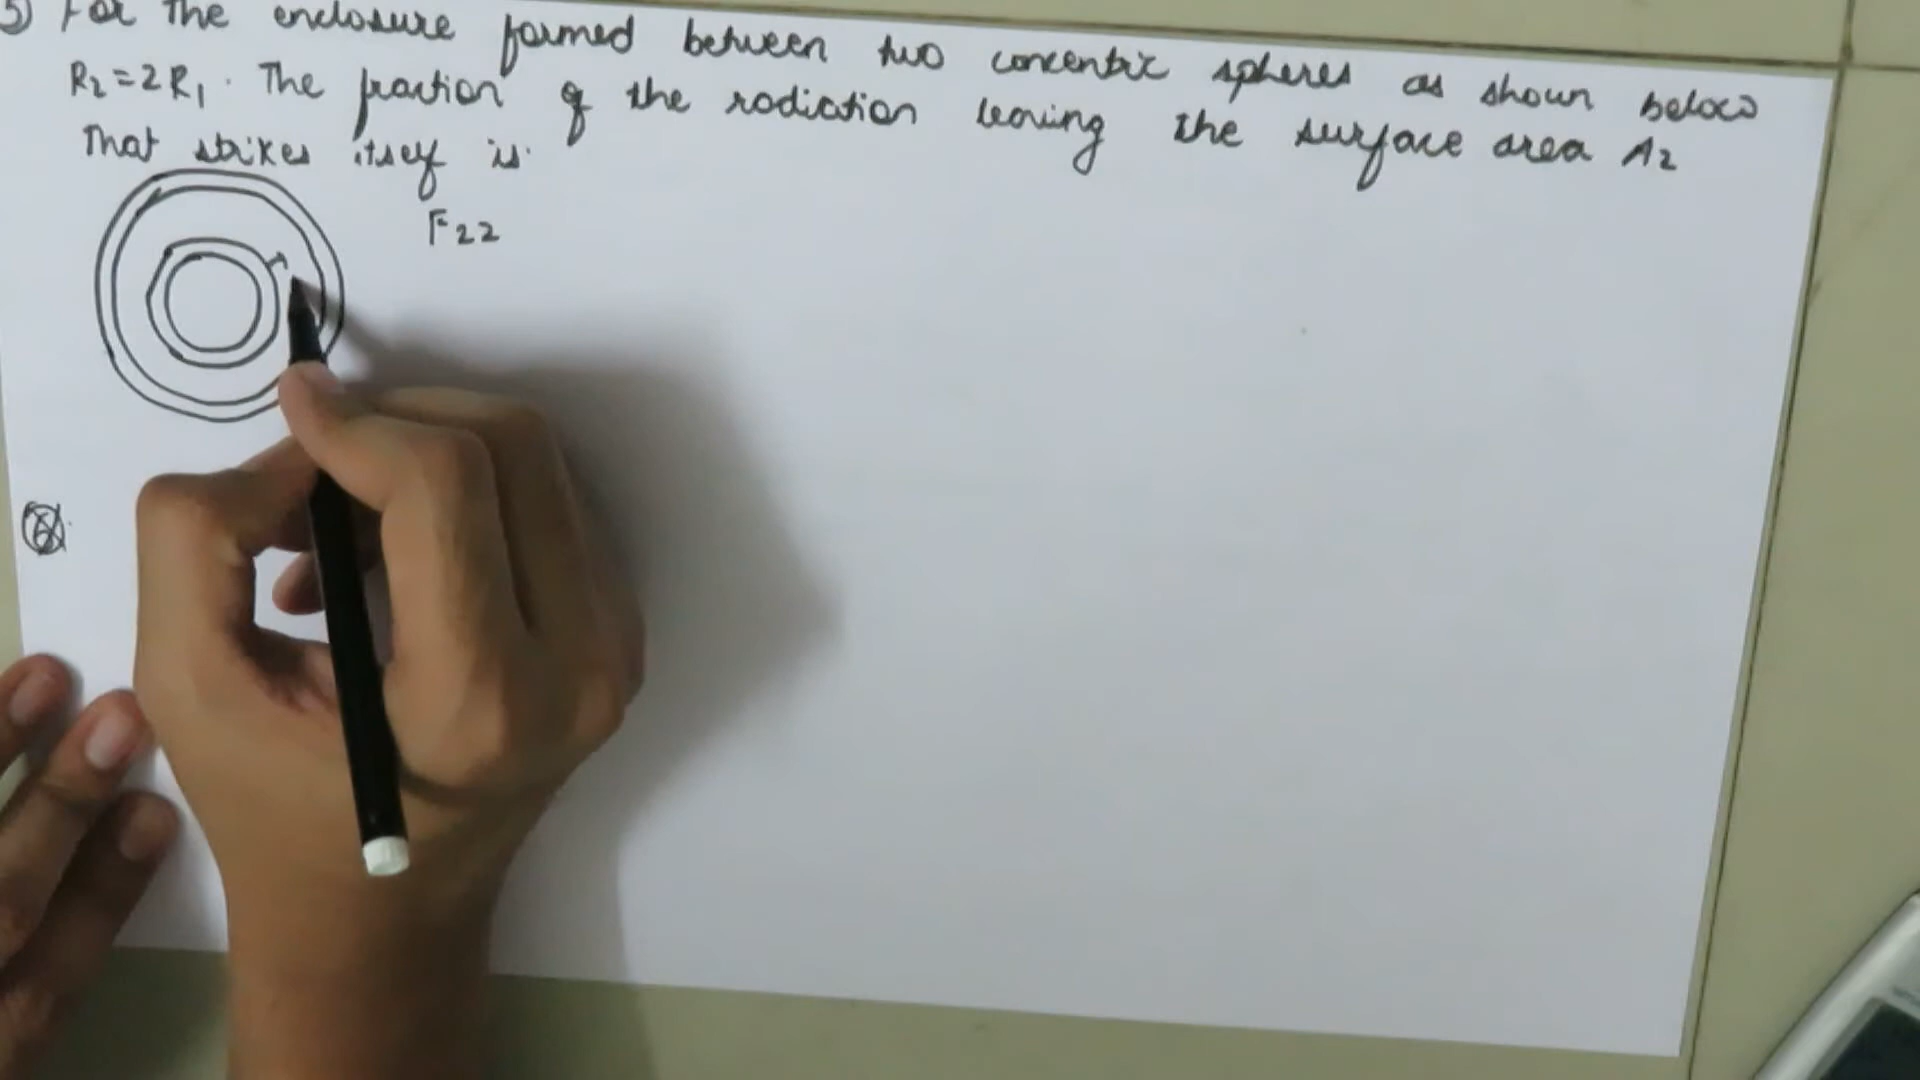 5) For the enclosure formed between two concentric spheres as shown below
R2 = 2R1. The fraction of the radiation leaving the surface area A2
that strikes itself is.
F22